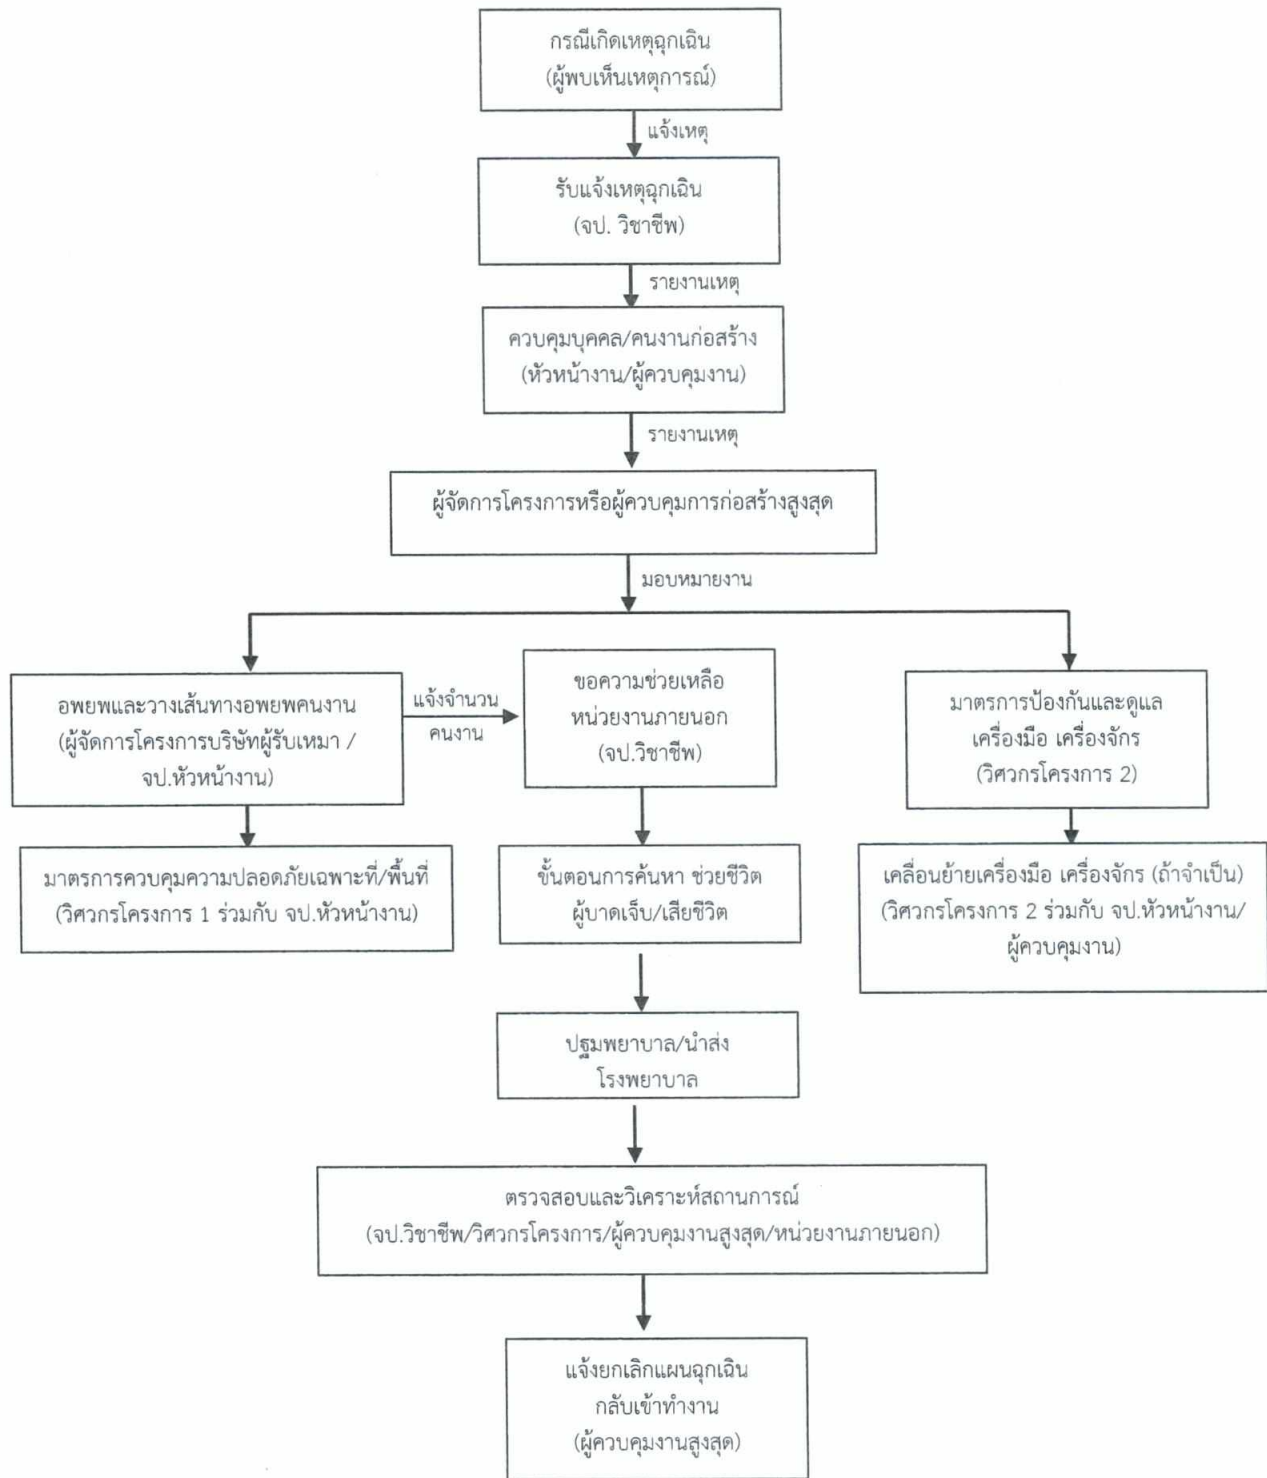 กรณีเกิดเหตุฉุกเฉิน
(ผู้พบเห็นเหตุการณ์)
แจ้งเหตุ
รับแจ้งเหตุฉุกเฉิน
(จป. วิชาชีพ)
รายงานเหตุ
ควบคุมบุคคล/คนงานก่อสร้าง
(หัวหน้างาน/ผู้ควบคุมงาน)
รายงานเหตุ
ผู้จัดการโครงการหรือผู้ควบคุมการก่อสร้างสูงสุด
มอบหมายงาน
อพยพและวางเส้นทางอพยพคนงาน
(ผู้จัดการโครงการบริษัทผู้รับเหมา /
จป.หัวหน้างาน)
แจ้งจำนวน
คนงาน
ขอความช่วยเหลือ
หน่วยงานภายนอก
(จป.วิชาชีพ)
มาตรการป้องกันและดูแล
เครื่องมือ เครื่องจักร
(วิศวกรโครงการ 2)
มาตรการควบคุมความปลอดภัยเฉพาะที่/พื้นที่
(วิศวกรโครงการ 1 ร่วมกับ จป.หัวหน้างาน)
ขั้นตอนการค้นหา ช่วยชีวิต
ผู้บาดเจ็บ/เสียชีวิต
เคลื่อนย้ายเครื่องมือ เครื่องจักร (ถ้าจำเป็น)
(วิศวกรโครงการ 2 ร่วมกับ จป.หัวหน้างาน/
ผู้ควบคุมงาน)
ปฐมพยาบาล/นำส่ง
โรงพยาบาล
ตรวจสอบและวิเคราะห์สถานการณ์
(จป.วิชาชีพ/วิศวกรโครงการ/ผู้ควบคุมงานสูงสุด/หน่วยงานภายนอก)
แจ้งยกเลิกแผนฉุกเฉิน
กลับเข้าทำงาน
(ผู้ควบคุมงานสูงสุด)